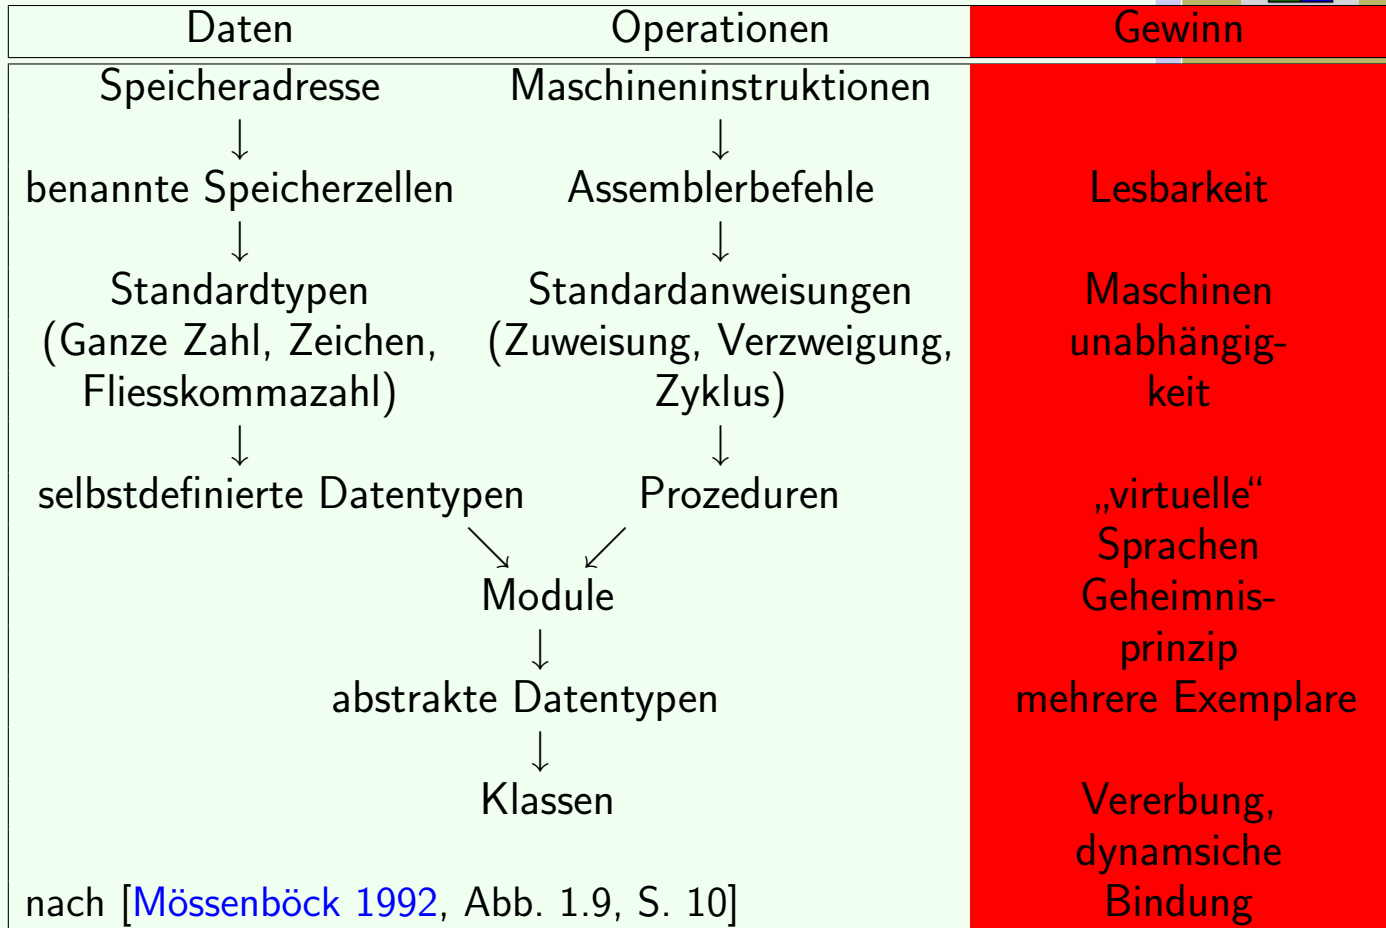 Daten Operationen Gewinn
Speicheradresse Maschineninstruktionen
benannte Speicherzellen Assemblerbefehle Lesbarkeit
Standardtypen Standardanweisungen Maschinen
(Ganze Zahl, Zeichen, (Zuweisung, Verzweigung, unabhängig-
Fliesskommazahl) Zyklus) keit
selbstdefinierte Datentypen Prozeduren „virtuelle“
Sprachen
Module Geheimnis-
prinzip
abstrakte Datentypen mehrere Exemplare
Klassen Vererbung,
dynamsiche
nach [Mössenböck 1992, Abb. 1.9, S. 10] Bindung